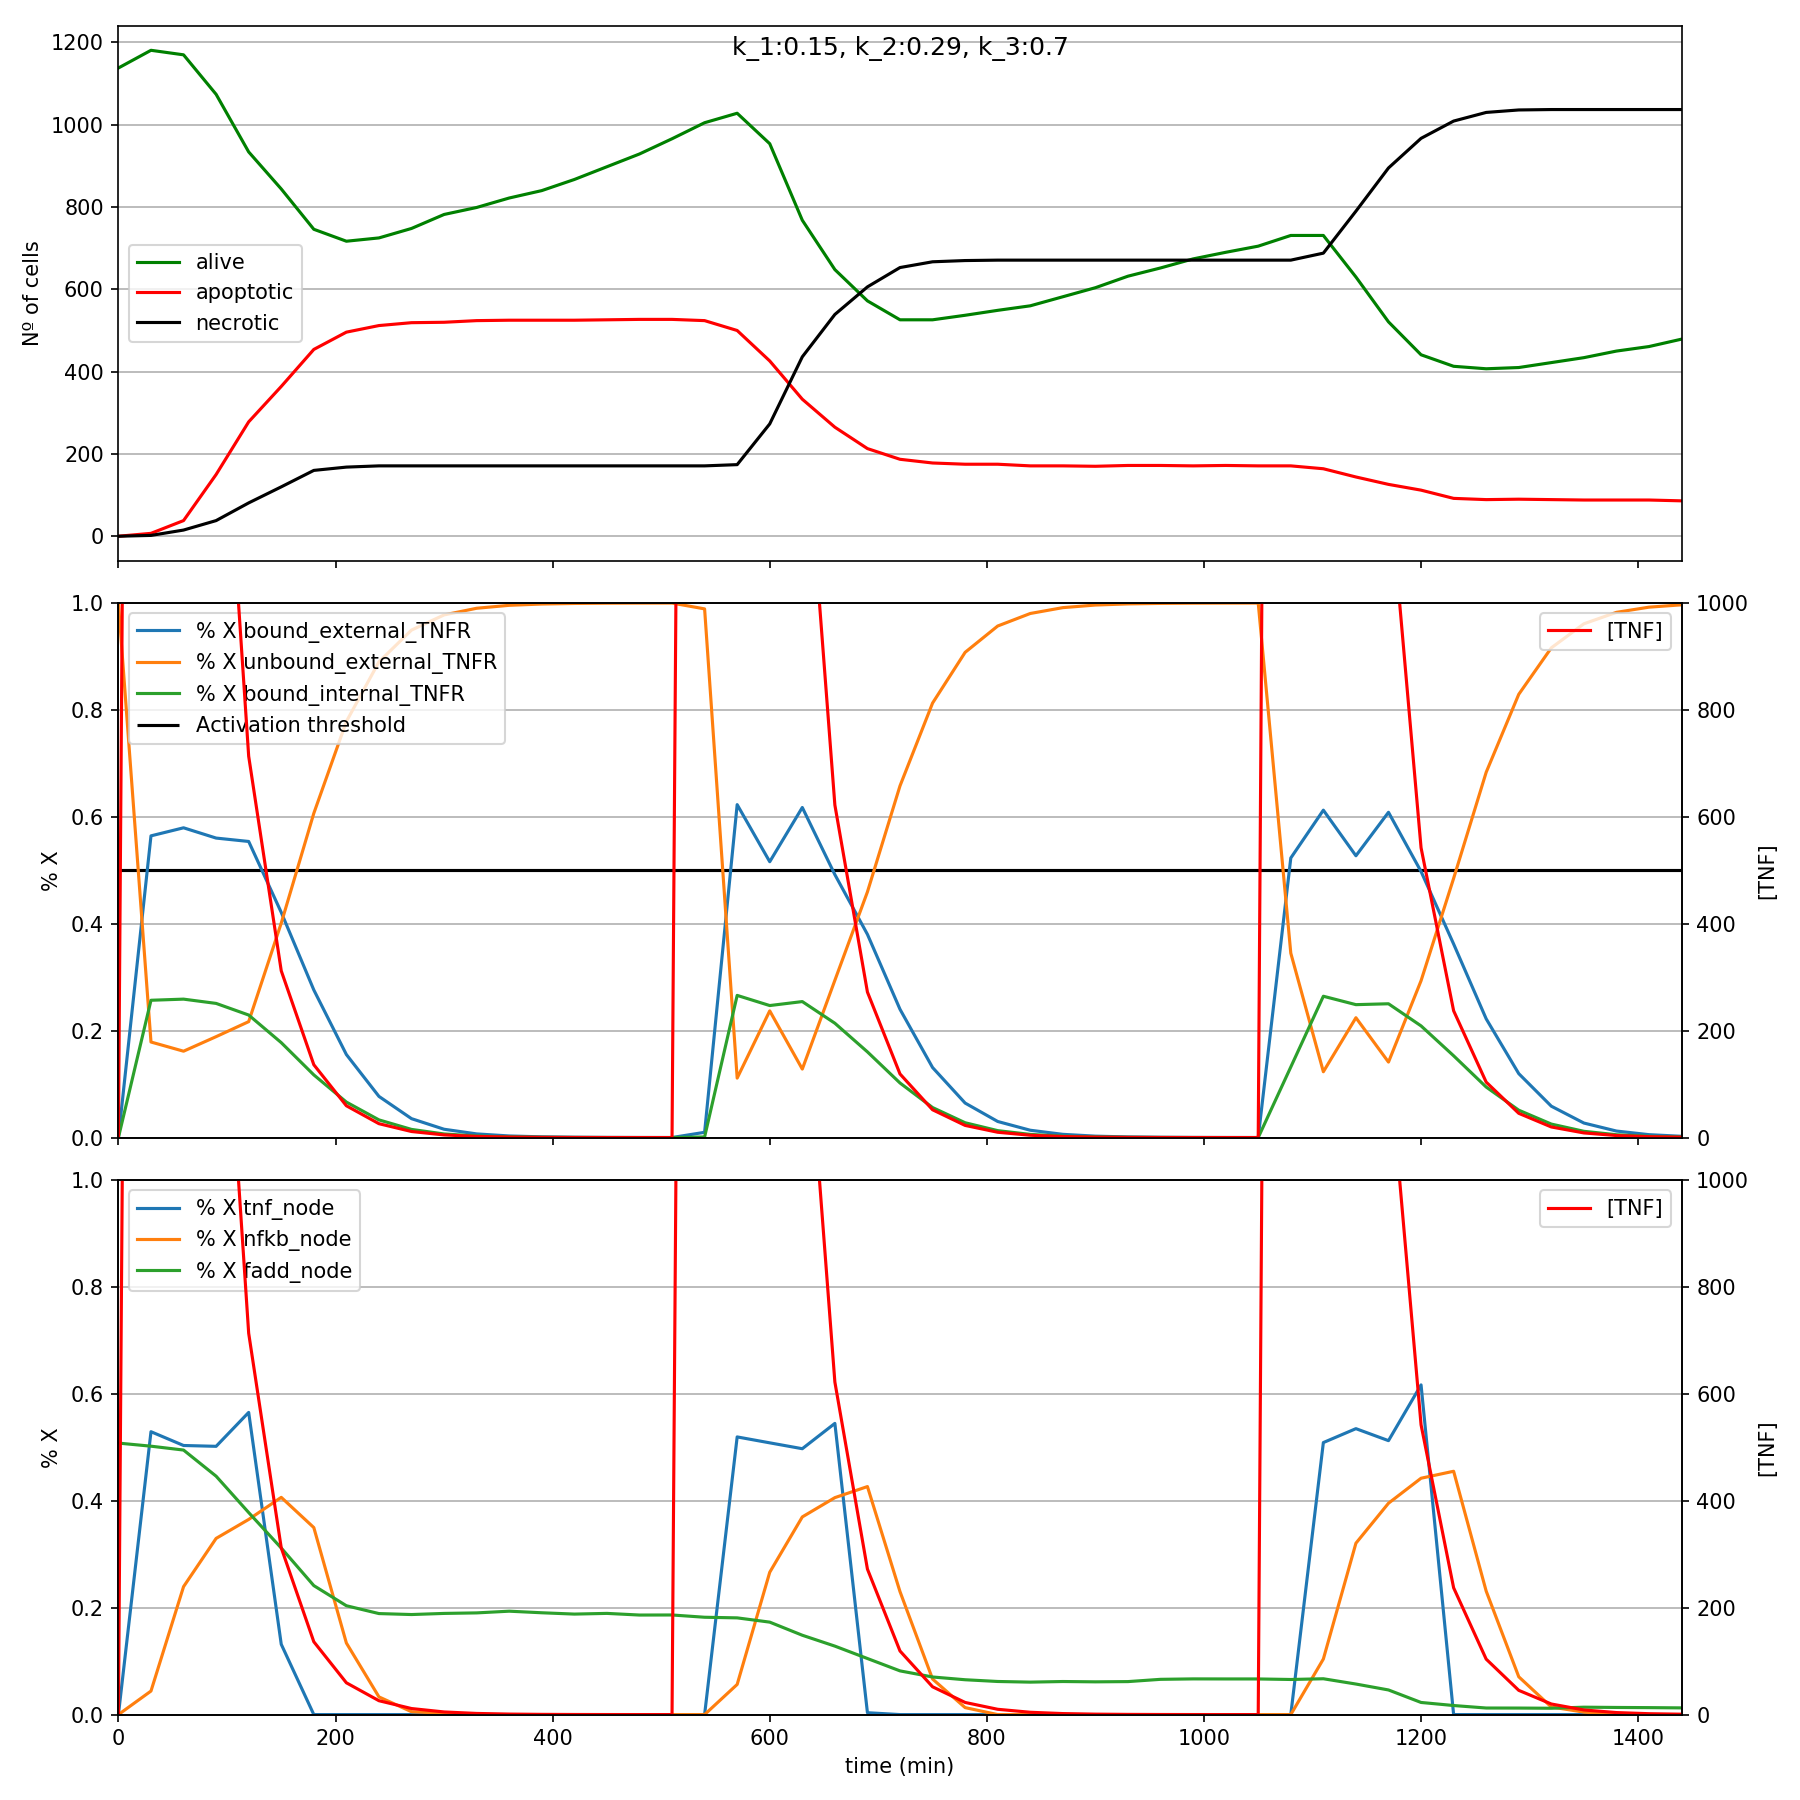 k_1:0.15, k_2:0.29, k_3:0.7
1200
1000
800
600
400
200
0
Nº of cells
alive
apoptotic
necrotic
1.0
0.8
0.6
0.4
0.2
0.0
% X
% X bound_external_TNFR
% X unbound_external_TNFR
% X bound_internal_TNFR
Activation threshold
[TNF]
1000
800
600
400
200
0
[TNF]
1.0
0.8
0.6
0.4
0.2
0.0
% X
% X tnf_node
% X nfkb_node
% X fadd_node
[TNF]
1000
800
600
400
200
0
[TNF]
0 200 400 600 800 1000 1200 1400
time (min)